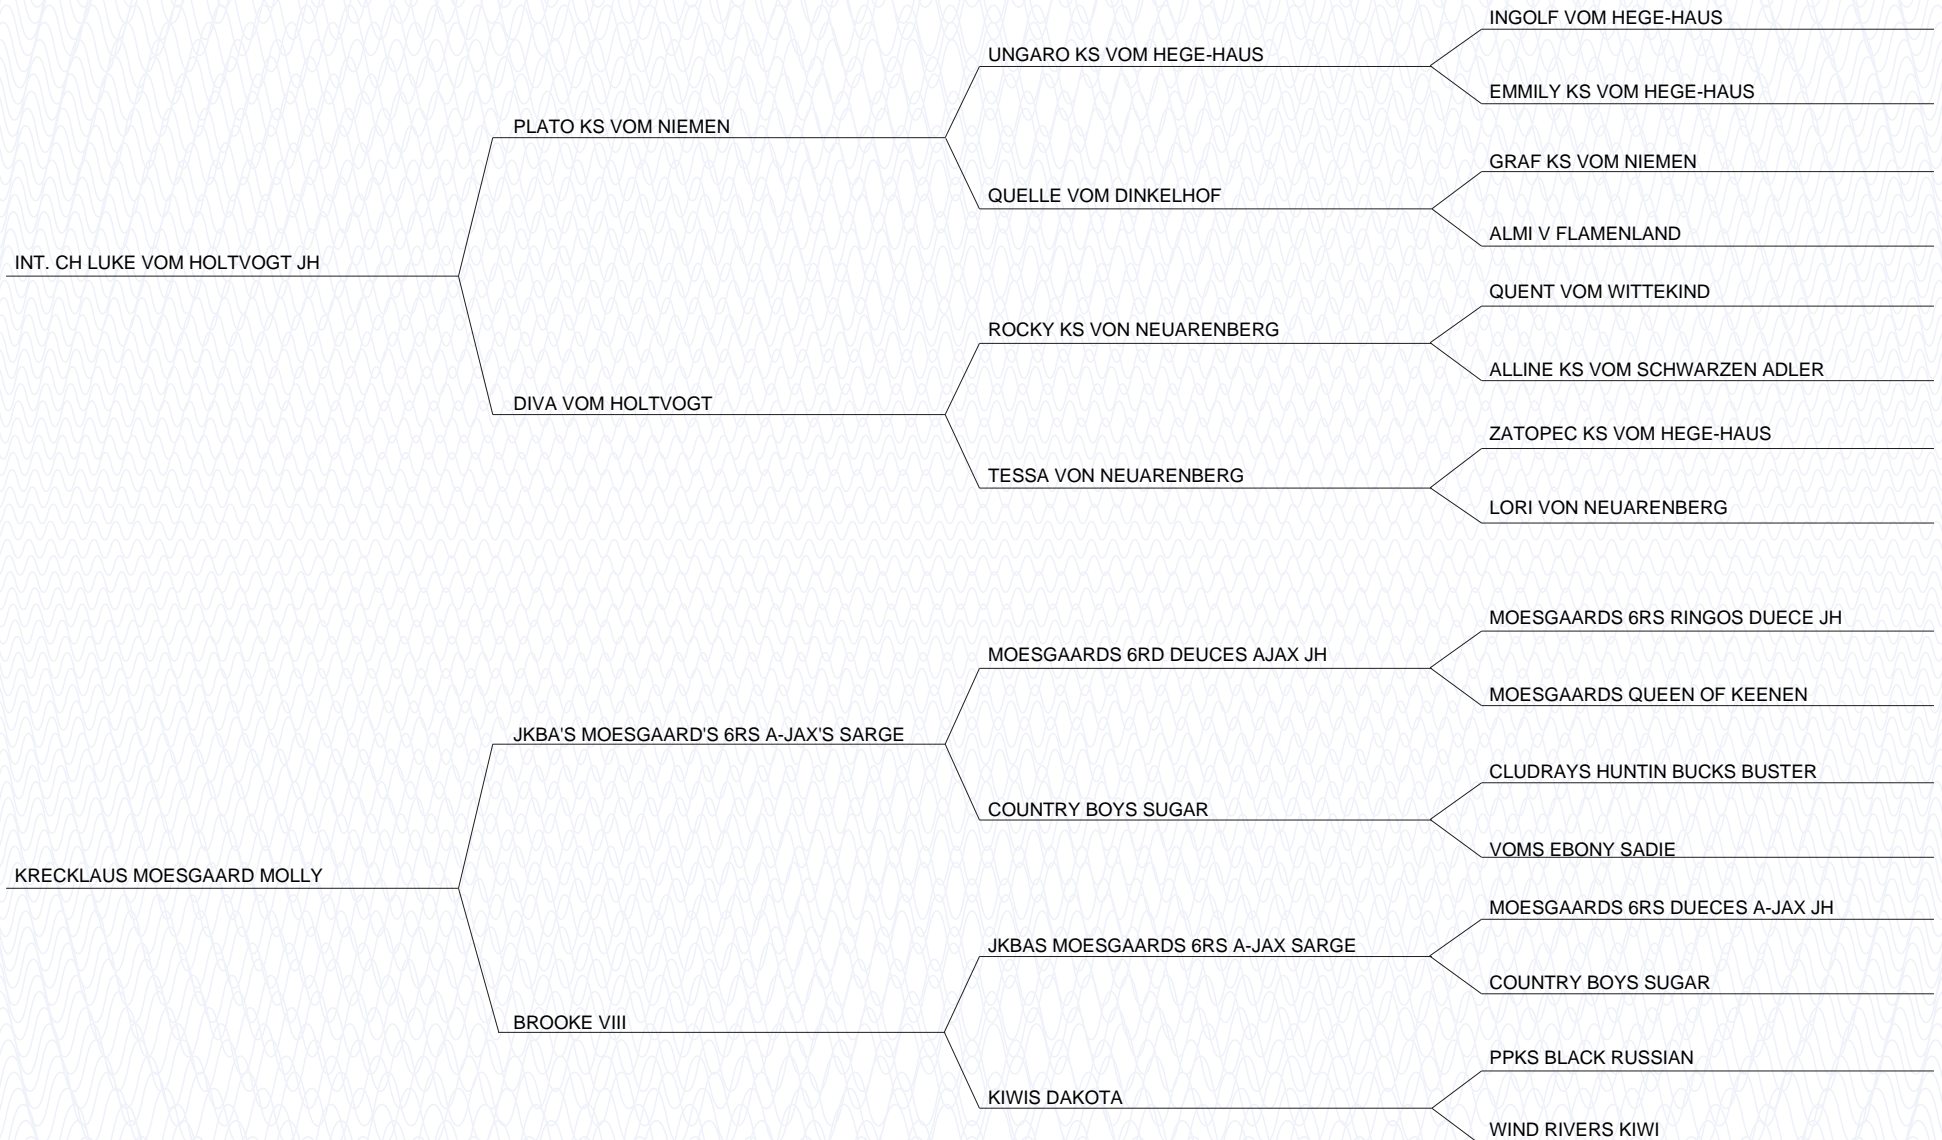 INGOLF VOM HEGE-HAUS
UNGARO KS VOM HEGE-HAUS
EMMILY KS VOM HEGE-HAUS
PLATO KS VOM NIEMEN
GRAF KS VOM NIEMEN
QUELLE VOM DINKELHOF
ALMI V FLAMENLAND
INT. CH LUKE VOM HOLTVOGT JH
QUENT VOM WITTEKIND
ROCKY KS VON NEUARENBERG
ALLINE KS VOM SCHWARZEN ADLER
DIVA VOM HOLTVOGT
ZATOPEC KS VOM HEGE-HAUS
TESSA VON NEUARENBERG
LORI VON NEUARENBERG
MOESGAARDS 6RS RINGOS DUECE JH
MOESGAARDS 6RD DEUCES AJAX JH
MOESGAARDS QUEEN OF KEENEN
JKBA'S MOESGAARD'S 6RS A-JAX'S SARGE
CLUDRAYS HUNTIN BUCKS BUSTER
COUNTRY BOYS SUGAR
VOMS EBONY SADIE
KRECKLAUS MOESGAARD MOLLY
MOESGAARDS 6RS DUECES A-JAX JH
JKBAS MOESGAARDS 6RS A-JAX SARGE
COUNTRY BOYS SUGAR
BROOKE VIII
PPKS BLACK RUSSIAN
KIWIS DAKOTA
WIND RIVERS KIWI